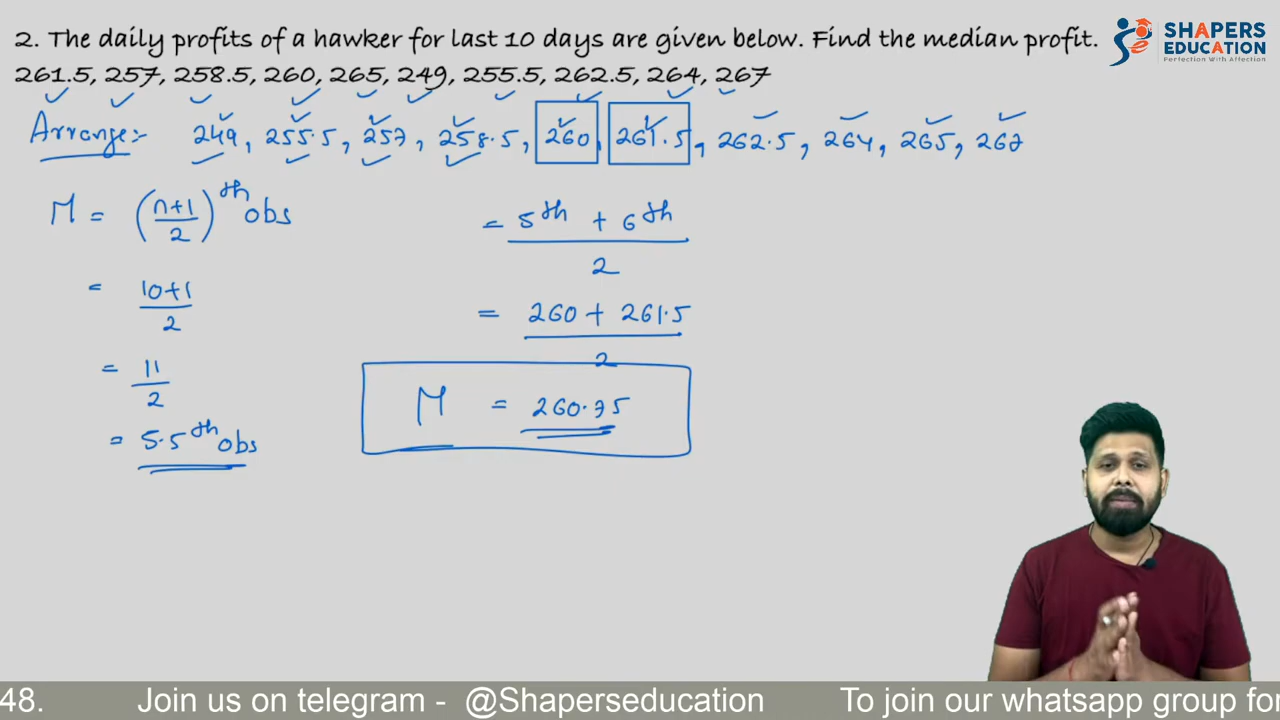 2. The daily profits of a hawker for last 10 days are given below. Find the median profit.
261.5, 257, 258.5, 260, 265, 249, 255.5, 262.5, 264, 267
SHAPERS
EDUCATION
Perfection With Affection
Arrange:- 249, 255.5, 257, 258.5, 260, 261.5, 262.5, 264, 265, 267
M = (n+1/2)th obs
= 10+1/2
= 11/2
= 5.5th obs
= 5th + 6th/2
= 260 + 261.5/2
M = 260.75
48. Join us on telegram - @Shaperseducation To join our whatsapp group for